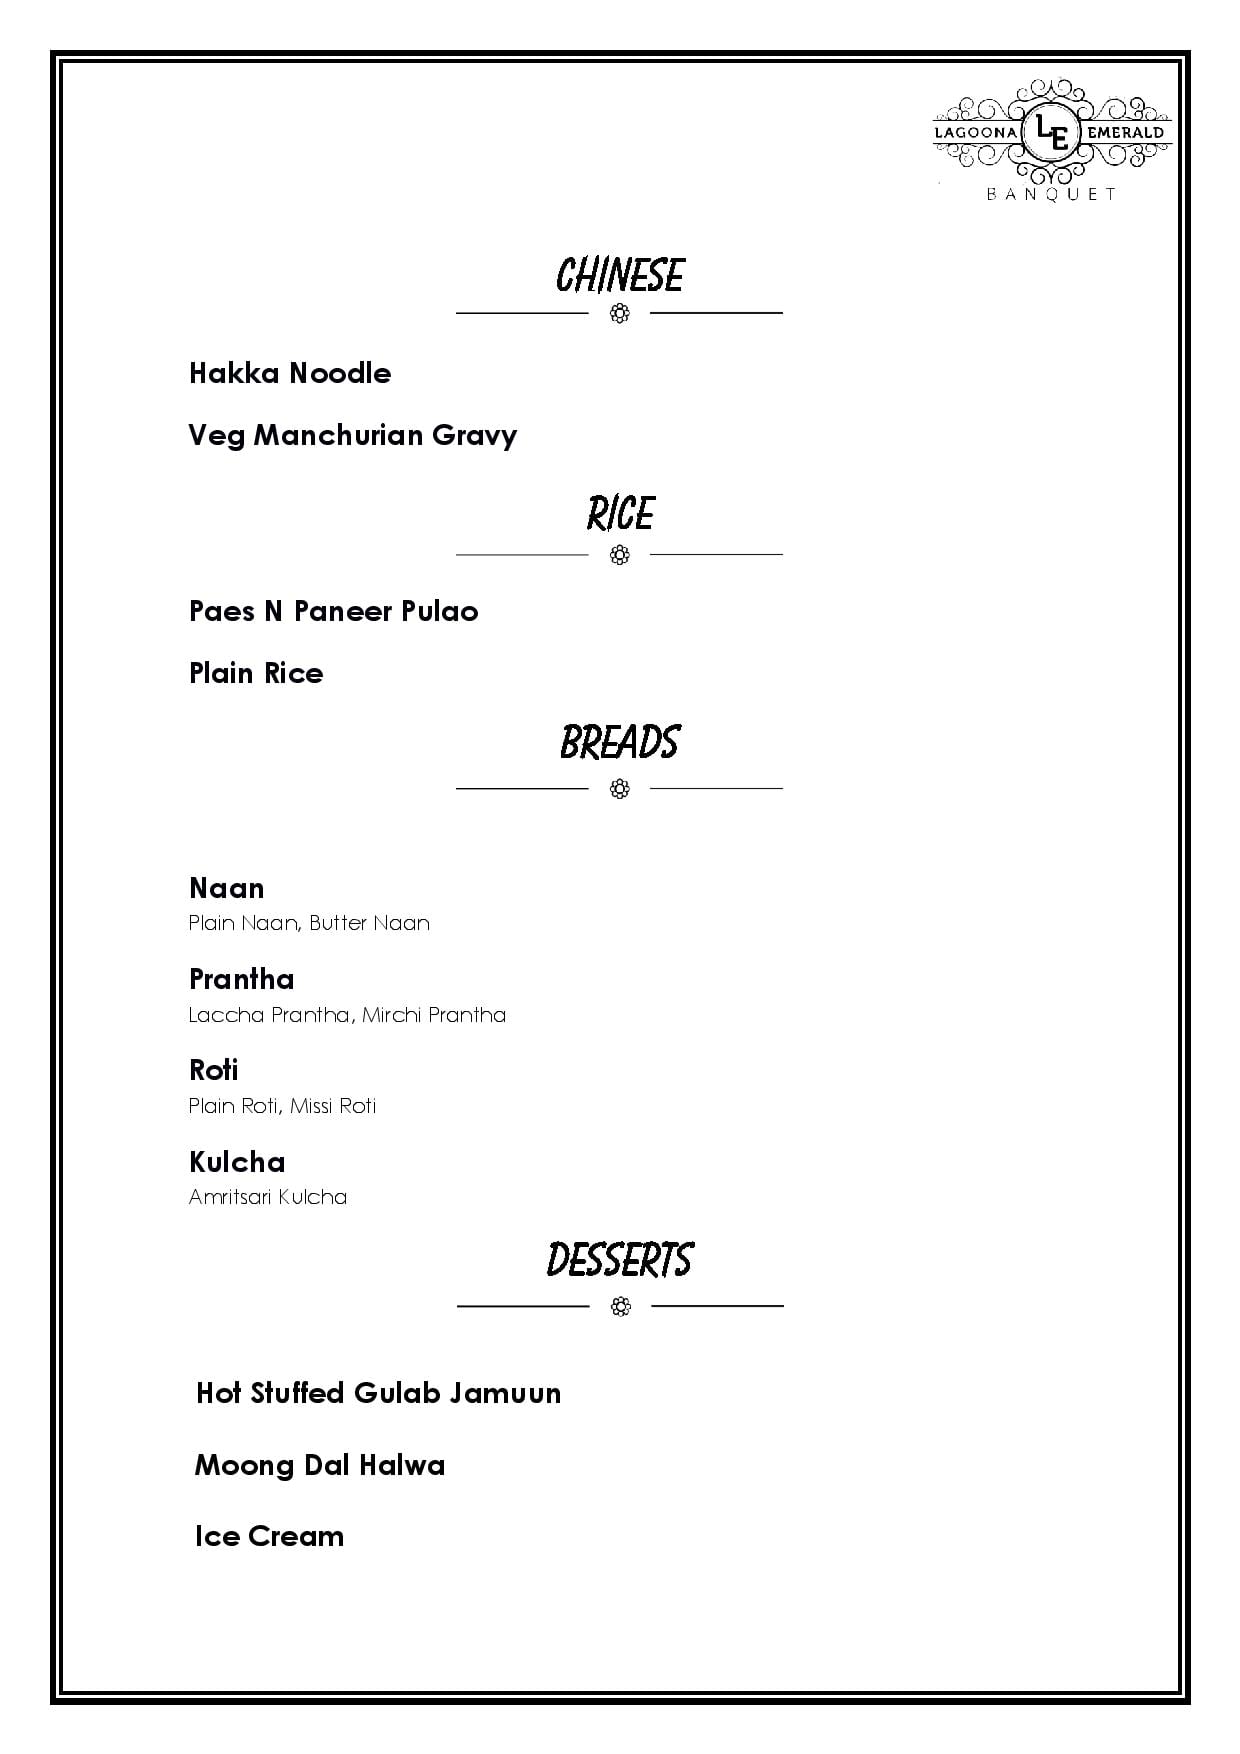 LAGOONA LE EMERALD
BANQUET
CHINESE
Hakka Noodle
Veg Manchurian Gravy
RICE
Paes N Paneer Pulao
Plain Rice
BREADS
Naan
Plain Naan, Butter Naan
Prantha
Laccha Prantha, Mirchi Prantha
Roti
Plain Roti, Missi Roti
Kulcha
Amritsari Kulcha
DESSERTS
Hot Stuffed Gulab Jamuun
Moong Dal Halwa
Ice Cream